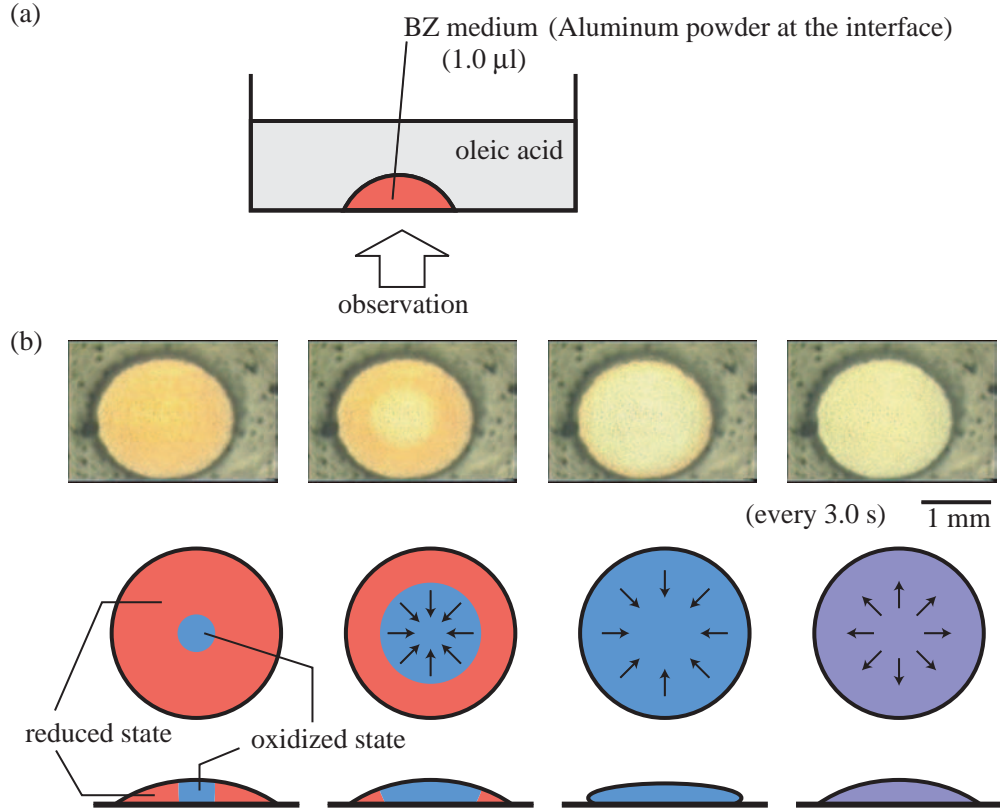 (a)
BZ medium (Aluminum powder at the interface)
(1.0 μl)
oleic acid
observation
(b)
(every 3.0 s)
1 mm
reduced state
oxidized state